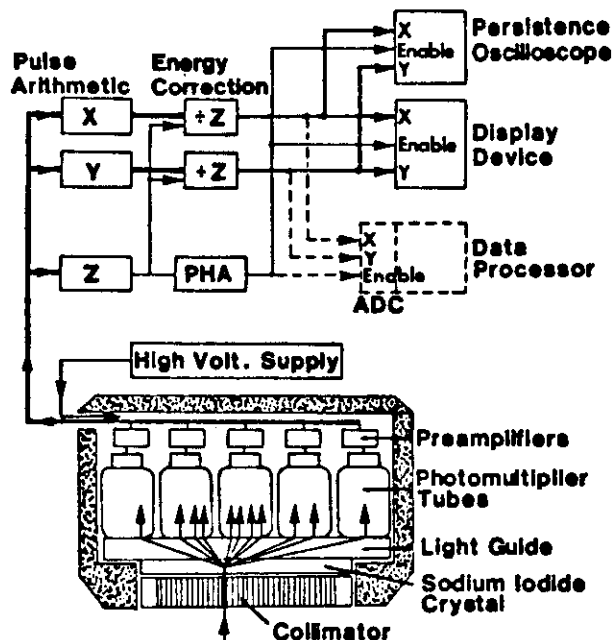 Persistence
Oscilloscope
X
Enable
Y
Pulse
Arithmetic
Energy
Correction
X
÷Z
X
Enable
Y
Display
Device
Y
÷Z
Z
PHA
X
Y
Enable
ADC
Data
Processor
High Volt. Supply
Preamplifiers
Photomultiplier
Tubes
Light Guide
Sodium Iodide
Crystal
Collimator